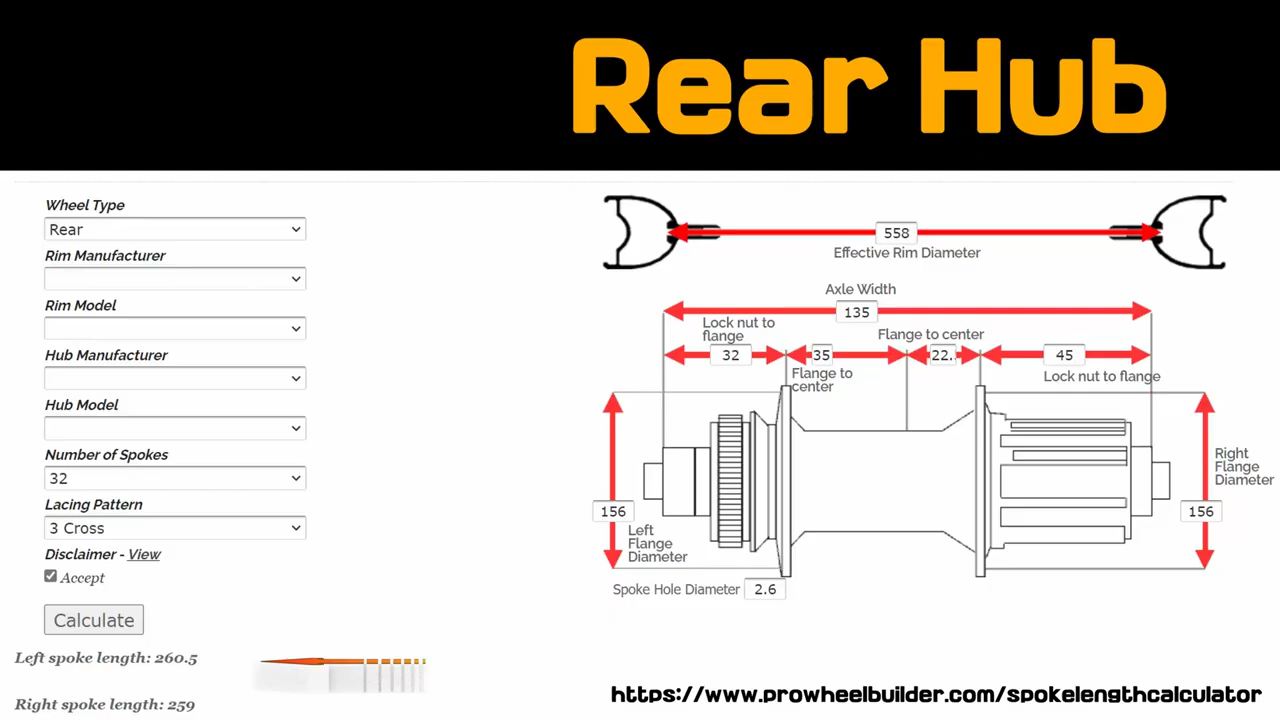 Rear Hub
Wheel Type
Rear
Rim Manufacturer
Rim Model
Hub Manufacturer
Hub Model
Number of Spokes
32
Lacing Pattern
3 Cross
Disclaimer - View
Accept
Calculate
Left spoke length: 260.5
Right spoke length: 259
558
Effective Rim Diameter
Axle Width
135
Lock nut to
flange
Flange to center
32
35
22.
45
Flange to
center
Lock nut to flange
156
Left
Flange
Diameter
Right
Flange
Diameter
156
Spoke Hole Diameter 2.6
https://www.prowheelbuilder.com/spokelengthcalculator